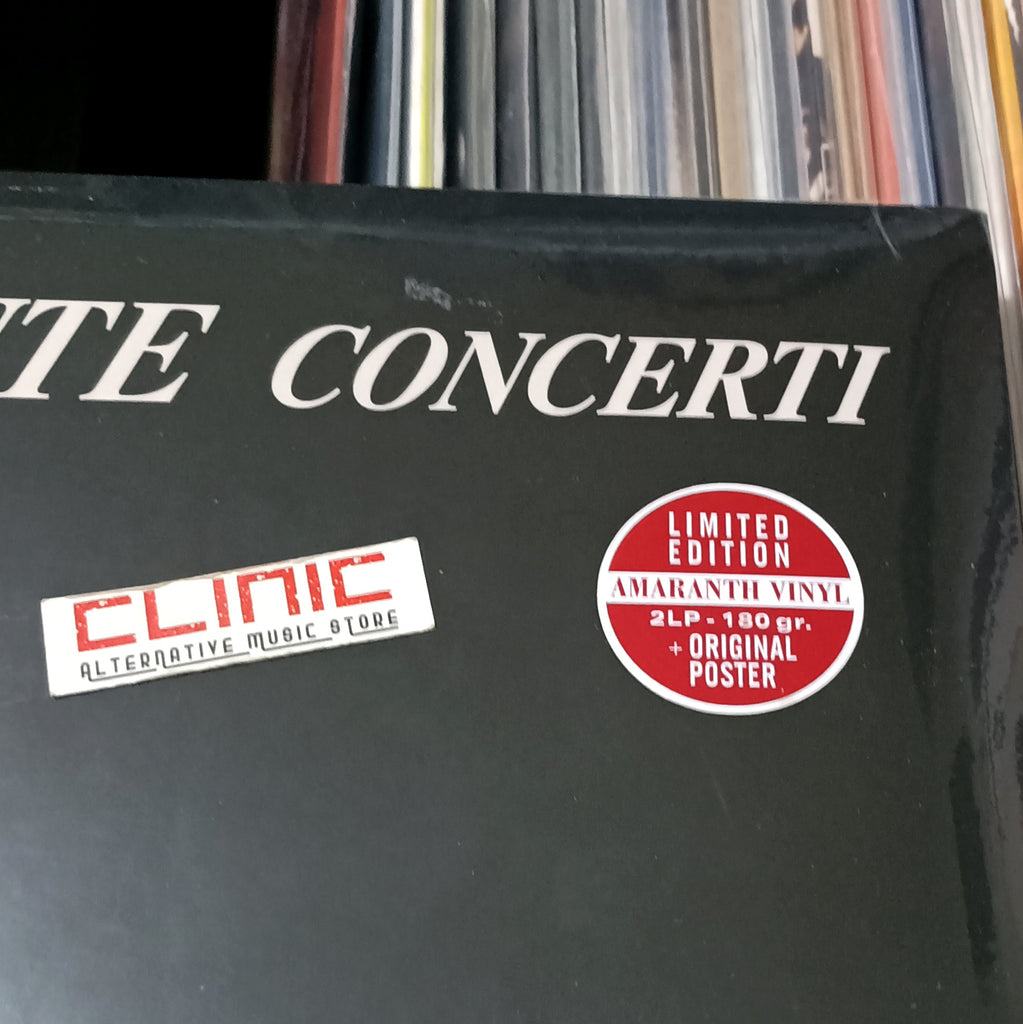 TE CONCERTI
CLINIC
ALTERNATIVE MUSIC STORE
LIMITED
EDITION
AMARANTH VINYL
2LP - 180 gr.
+ ORIGINAL
POSTER